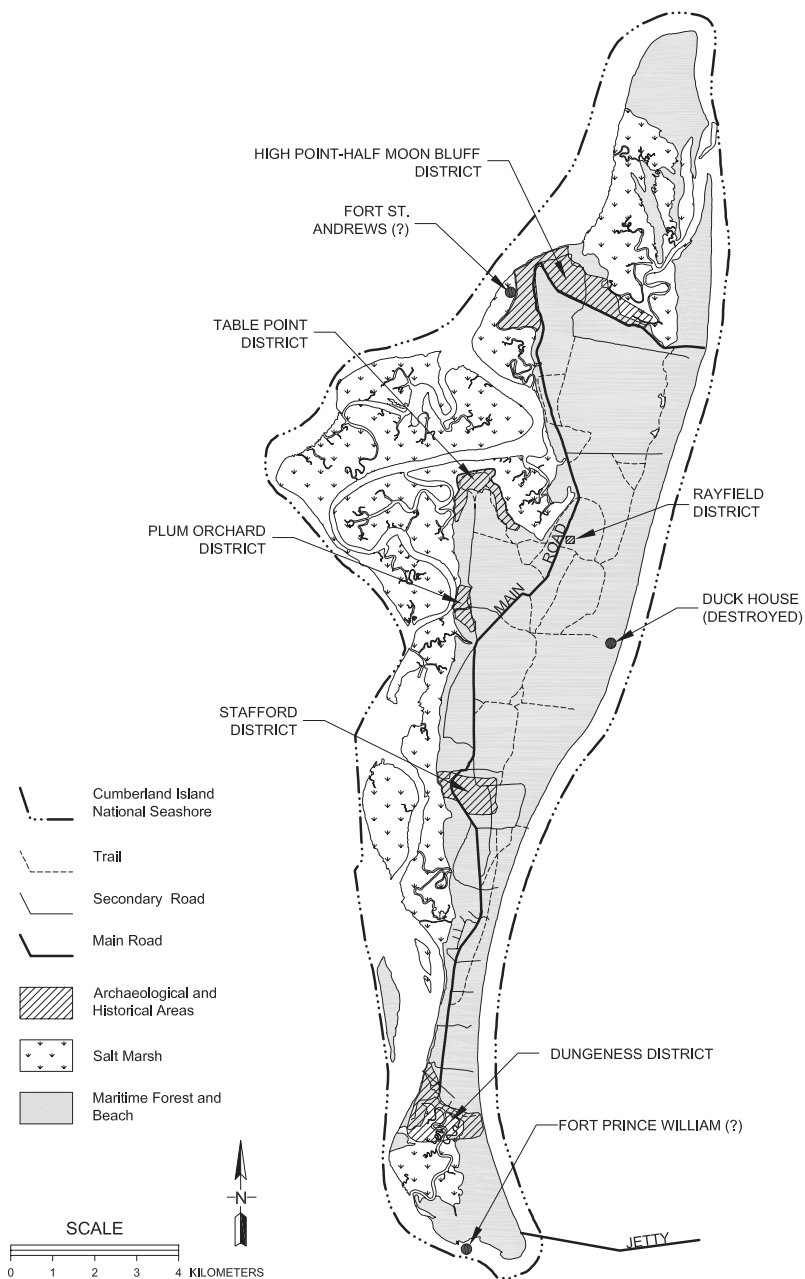 HIGH POINT-HALF MOON BLUFF
DISTRICT
FORT ST.
ANDREWS (?)
TABLE POINT
DISTRICT
RAYFIELD
DISTRICT
PLUM ORCHARD
DISTRICT
MAIN ROAD
DUCK HOUSE
(DESTROYED)
STAFFORD
DISTRICT
Cumberland Island
National Seashore
Trail
Secondary Road
Main Road
Archaeological and
Historical Areas
Salt Marsh
Maritime Forest and
Beach
DUNGENESS DISTRICT
FORT PRINCE WILLIAM (?)
N
SCALE
JETTY
0 1 2 3 4 KILOMETERS